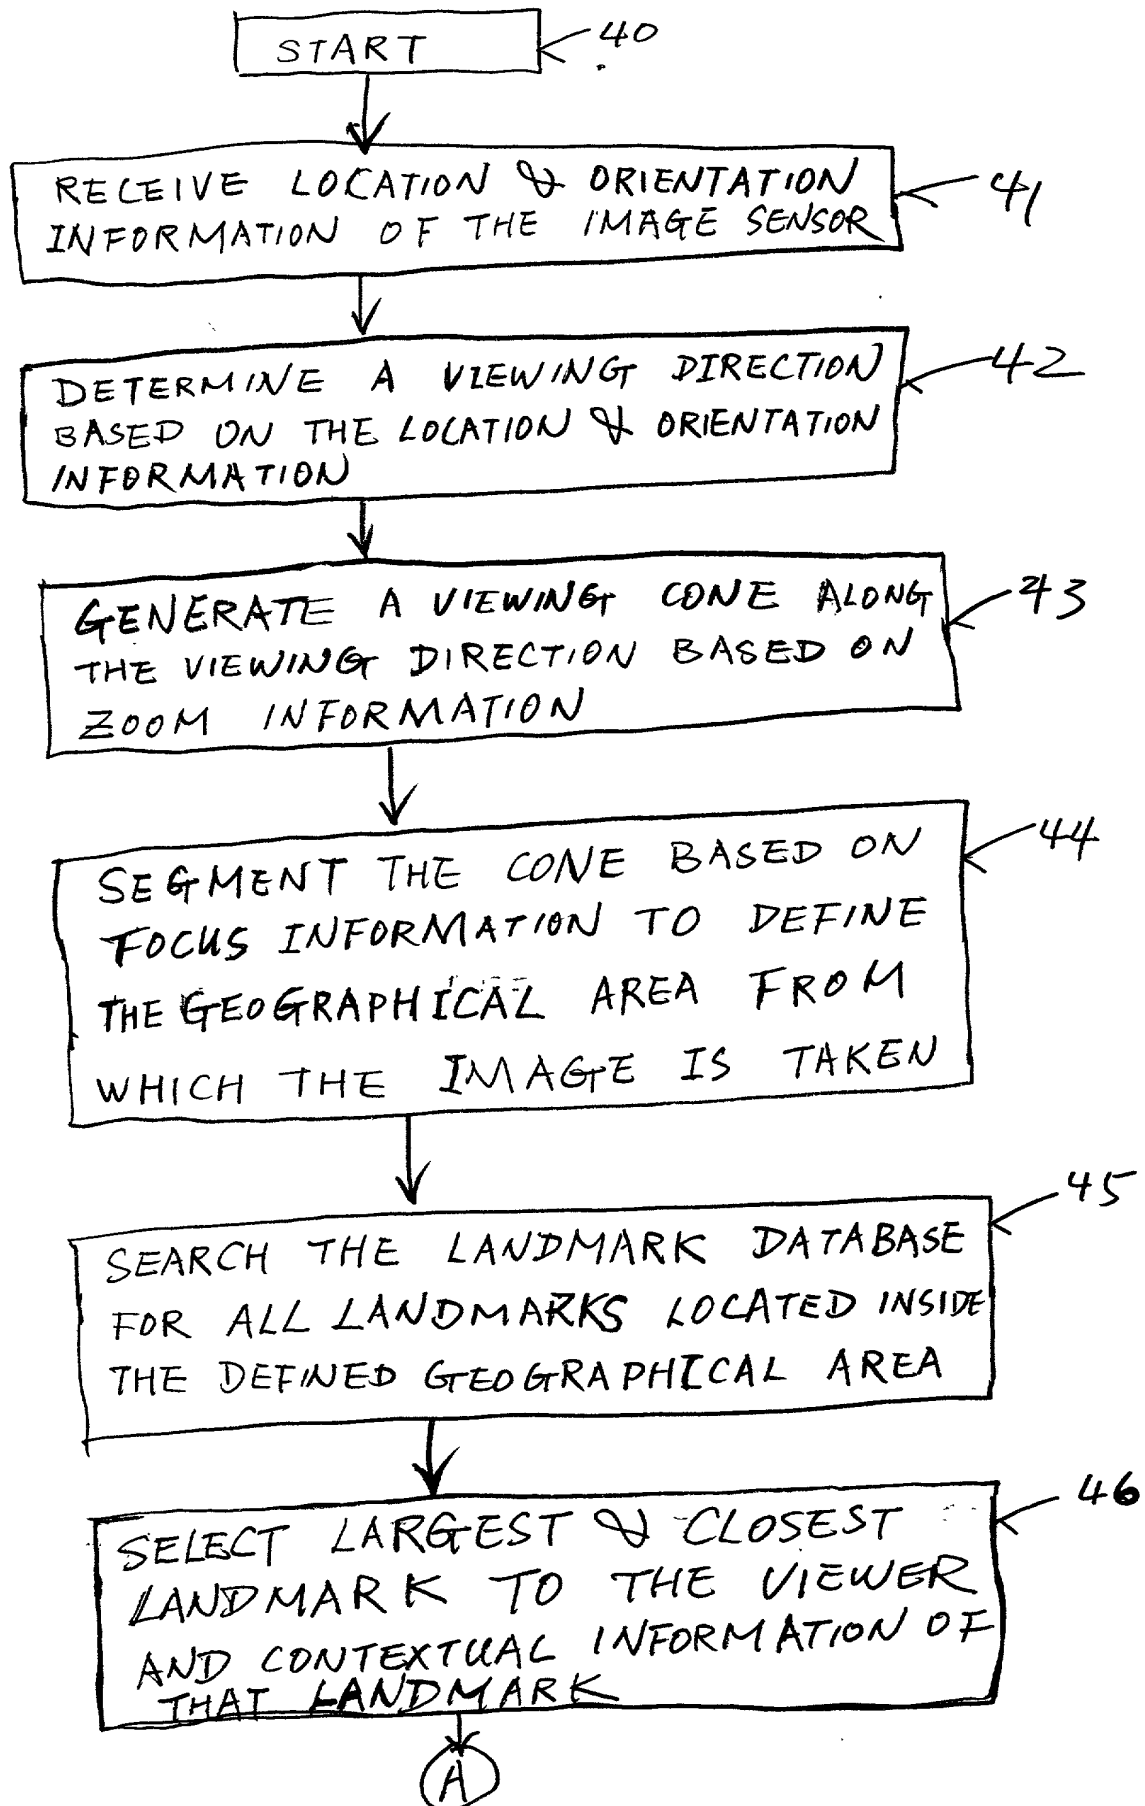 START
40
RECEIVE LOCATION & ORIENTATION
INFORMATION OF THE IMAGE SENSOR
41
DETERMINE A VIEWING DIRECTION
BASED ON THE LOCATION & ORIENTATION
INFORMATION
42
GENERATE A VIEWING CONE ALONG
THE VIEWING DIRECTION BASED ON
ZOOM INFORMATION
43
SEGMENT THE CONE BASED ON
FOCUS INFORMATION TO DEFINE
THE GEOGRAPHICAL AREA FROM
WHICH THE IMAGE IS TAKEN
44
SEARCH THE LANDMARK DATABASE
FOR ALL LANDMARKS LOCATED INSIDE
THE DEFINED GEOGRAPHICAL AREA
45
SELECT LARGEST & CLOSEST
LANDMARK TO THE VIEWER
AND CONTEXTUAL INFORMATION OF
THAT LANDMARK
46
A